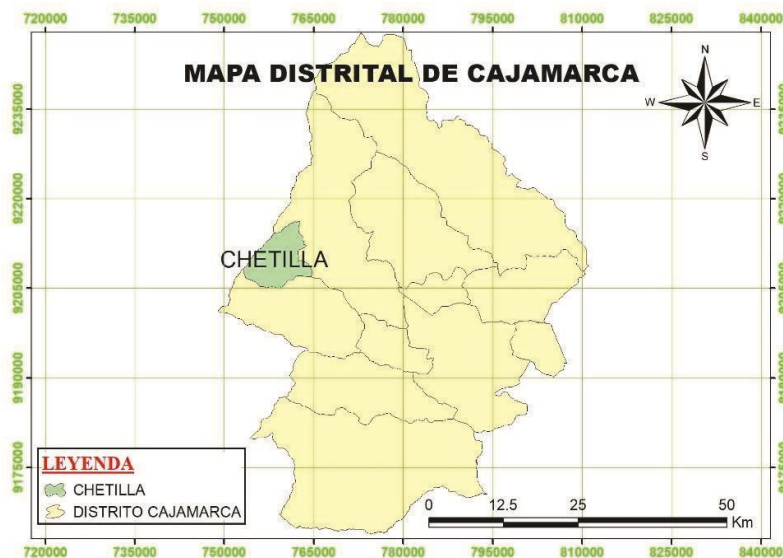 720000 735000 750000 765000 780000 795000 810000 825000 840000
MAPA DISTRITAL DE CAJAMARCA
N
W E
S
9235000
9220000
CHETILLA
9205000
9190000
9175000
LEYENDA
CHETILLA
DISTRITO CAJAMARCA
0 12.5 25 50
Km
720000 735000 750000 765000 780000 795000 810000 825000 840000